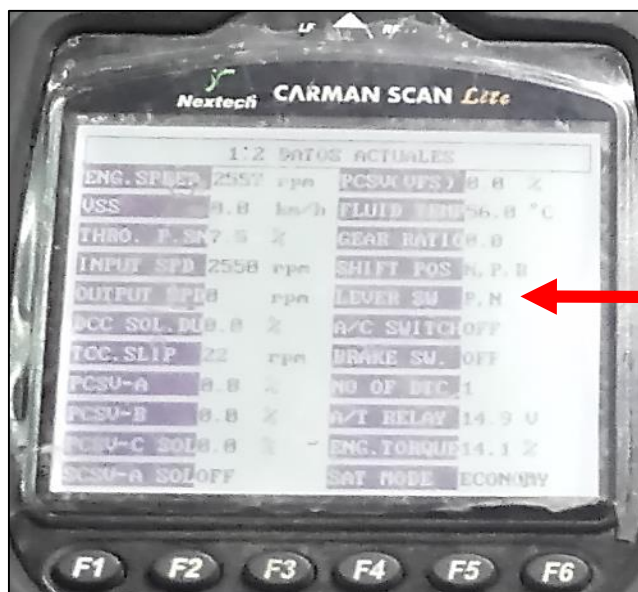 LF RF
Nextech CARMAN SCAN Lite
1.2 DATOS ACTUALES
ENG.SPEED 2557 rpm PCSV(VFS) 0.0 %
VSS 0.0 km/h FLUID TEMP 56.0 °C
THRO. P.SN 7.5 % GEAR RATIO 0.0
INPUT SPD 2550 rpm SHIFT POS N,P,R
OUTPUT SPD 0 rpm LEVER SW P,N
DCC SOL.DU 0.0 % A/C SWITCH OFF
TCC.SLIP 22 rpm BRAKE SW. OFF
PCSV-A 0.0 % NO OF DTC 1
PCSV-B 0.0 % A/T RELAY 14.9 V
PCSV-C SOL 0.0 % ENG.TORQUE 14.1 %
SCSV-A SOL OFF SAT MODE ECONOMY
F1 F2 F3 F4 F5 F6